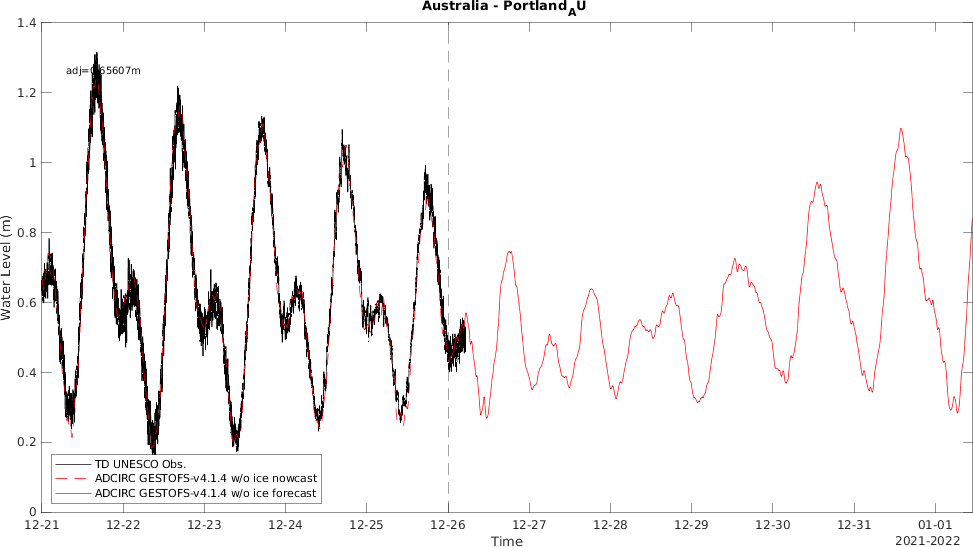 Australia - Portland_AU
adj=0.65607m
1.4
1.2
1
0.8
0.6
0.4
0.2
0
Water Level (m)
TD UNESCO Obs.
ADCIRC GESTOFS-v4.1.4 w/o ice nowcast
ADCIRC GESTOFS-v4.1.4 w/o ice forecast
12-21 12-22 12-23 12-24 12-25 12-26 12-27 12-28 12-29 12-30 12-31 01-01
Time
2021-2022